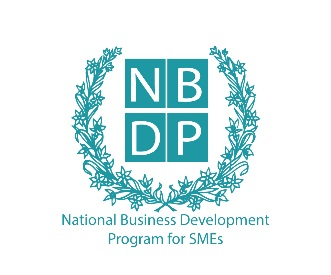 NB
DP
National Business Development
Program for SMEs